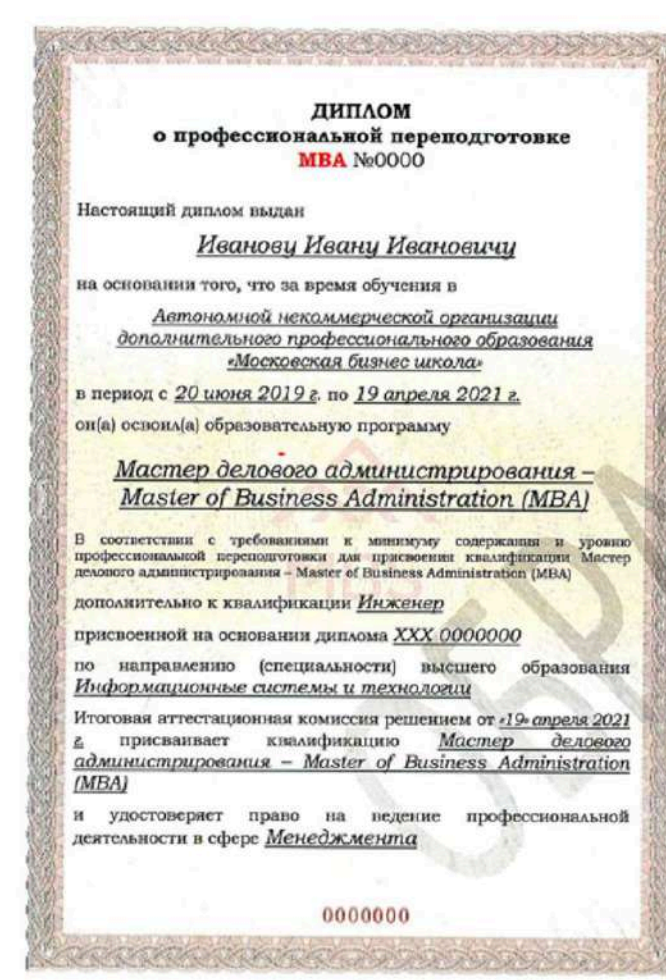 ДИПЛОМ
о профессиональной переподготовке
МВА №0000
Настоящий диплом выдан
Иванову Ивану Ивановичу
на основании того, что за время обучения в
Автономной некоммерческой организации
дополнительного профессионального образования
«Московская бизнес школа»
в период с 20 июня 2019 г. по 19 апреля 2021 г.
он(а) освоил(а) образовательную программу
Мастер делового администрирования –
Master of Business Administration (MBA)
В соответствии с требованиями к минимуму содержания и уровню
профессиональной переподготовки для присвоения квалификации Мастер
делового администрирования – Master of Business Administration (MBA)
дополнительно к квалификации Инженер
присвоенной на основании диплома XXX 0000000
по направлению (специальности) высшего образования
Информационные системы и технологии
Итоговая аттестационная комиссия решением от «19» апреля 2021
г. присваивает квалификацию Мастер делового
администрирования – Master of Business Administration
(MBA)
и удостоверяет право на ведение профессиональной
деятельности в сфере Менеджмента
0000000